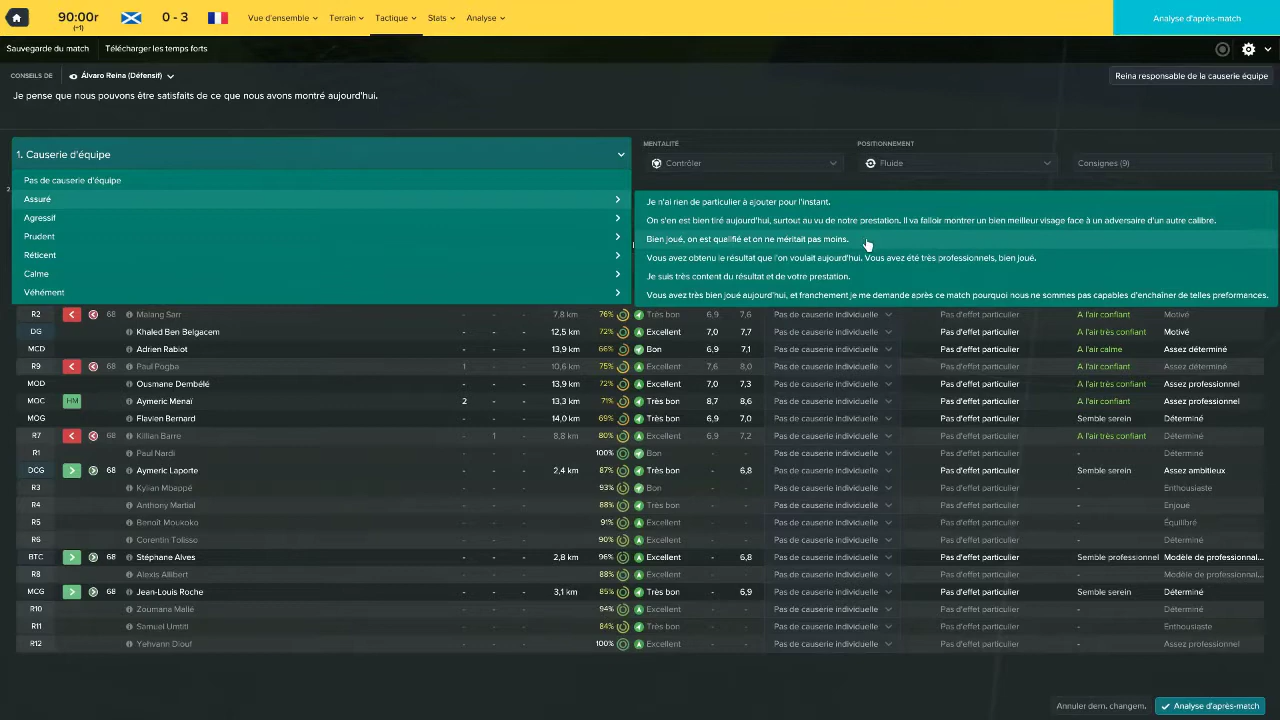 90:00r
(-1)
0 - 3
Vue d'ensemble
Terrain
Tactique
Stats
Analyse
Analyse d'après-match
Sauvegarde du match
Télécharger les temps forts
CONSEILS DE Álvaro Reina (Défensif)
Reina responsable de la causerie équipe
Je pense que nous pouvons être satisfaits de ce que nous avons montré aujourd'hui.
MENTALITÉ POSITIONNEMENT
1. Causerie d'équipe
Contrôler Fluide Consignes (9)
Pas de causerie d'équipe
Assuré
Agressif
Prudent
Réticent
Calme
Véhément
Je n'ai rien de particulier à ajouter pour l'instant.
On s'en est bien tiré aujourd'hui, surtout au vu de notre prestation. Il va falloir montrer un bien meilleur visage face à un adversaire d'un autre calibre.
Bien joué, on est qualifié et on ne méritait pas moins.
Vous avez obtenu le résultat que l'on voulait aujourd'hui. Vous avez été très professionnels, bien joué.
Je suis très content du résultat et de votre prestation.
Vous avez très bien joué aujourd'hui, et franchement je me demande après ce match pourquoi nous ne sommes pas capables d'enchaîner de telles preformances.
R2 68 Malang Sarr - - - 7,8 km 76% Très bon 6,9 7,6 Pas de causerie individuelle Pas d'effet particulier A l'air confiant Motivé
DG Khaled Ben Belgacem - - - 12,5 km 72% Excellent 7,0 7,7 Pas de causerie individuelle Pas d'effet particulier A l'air très confiant Motivé
MCD Adrien Rabiot - - - 13,9 km 66% Bon 6,9 7,1 Pas de causerie individuelle Pas d'effet particulier A l'air calme Assez déterminé
R9 68 Paul Pogba 1 - - 10,6 km 75% Excellent 7,6 8,0 Pas de causerie individuelle Pas d'effet particulier A l'air confiant Assez déterminé
MOD Ousmane Dembélé - - - 13,9 km 72% Excellent 7,0 7,3 Pas de causerie individuelle Pas d'effet particulier A l'air confiant Assez professionnel
MOC HM Aymeric Menaï 2 - - 13,3 km 71% Très bon 8,7 8,6 Pas de causerie individuelle Pas d'effet particulier A l'air confiant Assez professionnel
MOG Flavien Bernard - - - 14,0 km 69% Très bon 6,9 7,0 Pas de causerie individuelle Pas d'effet particulier Semble serein Déterminé
R7 68 Killian Barre - 1 - 8,8 km 80% Excellent 6,9 7,2 Pas de causerie individuelle Pas d'effet particulier A l'air très confiant Déterminé
R1 Paul Nardi - - - 100% Bon - - Pas de causerie individuelle Pas d'effet particulier - Déterminé
DCG 68 Aymeric Laporte - - - 2,4 km 87% Très bon - 6,8 Pas de causerie individuelle Pas d'effet particulier Semble serein Assez ambitieux
R3 Kylian Mbappé - - - 93% Bon - - Pas de causerie individuelle Pas d'effet particulier - Enthousiaste
R4 Anthony Martial - - - 88% Très bon - - Pas de causerie individuelle Pas d'effet particulier - Enjoué
R5 Benoît Moukoko - - - 91% Excellent - - Pas de causerie individuelle Pas d'effet particulier - Équilibré
R6 Corentin Tolisso - - - 90% Excellent - - Pas de causerie individuelle Pas d'effet particulier - Déterminé
BTC 68 Stéphane Alves - - - 2,8 km 96% Excellent - 6,8 Pas de causerie individuelle Pas d'effet particulier Semble professionnel Modèle de professionnal...
R8 Alexis Allibert - - - 88% Excellent - - Pas de causerie individuelle Pas d'effet particulier - Modèle de professionnal...
MCG 68 Jean-Louis Roche - - - 3,1 km 85% Très bon - 6,9 Pas de causerie individuelle Pas d'effet particulier Semble serein Déterminé
R10 Zoumana Mallé - - - 94% Excellent - - Pas de causerie individuelle Pas d'effet particulier - Déterminé
R11 Samuel Umtiti - - - 84% Très bon - - Pas de causerie individuelle Pas d'effet particulier - Enthousiaste
R12 Yehvann Diouf - - - 100% Excellent - - Pas de causerie individuelle Pas d'effet particulier - Assez professionnel
Annuler dern. changem.
Analyse d'après-match